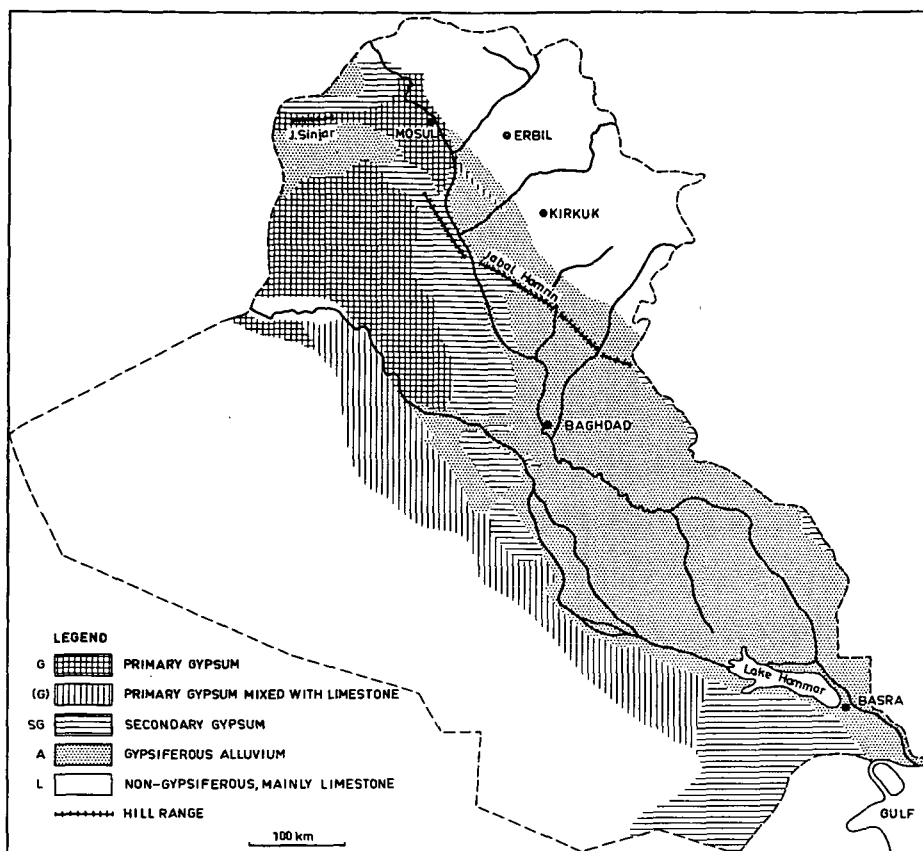 J.Sinjar
MOSUL
ERBIL
KIRKUK
Jabal Hamrin
BAGHDAD
LEGEND
G PRIMARY GYPSUM
(G) PRIMARY GYPSUM MIXED WITH LIMESTONE
SG SECONDARY GYPSUM
A GYPSIFEROUS ALLUVIUM
L NON-GYPSIFEROUS, MAINLY LIMESTONE
HILL RANGE
100 km
Lake Hammar
BASRA
GULF